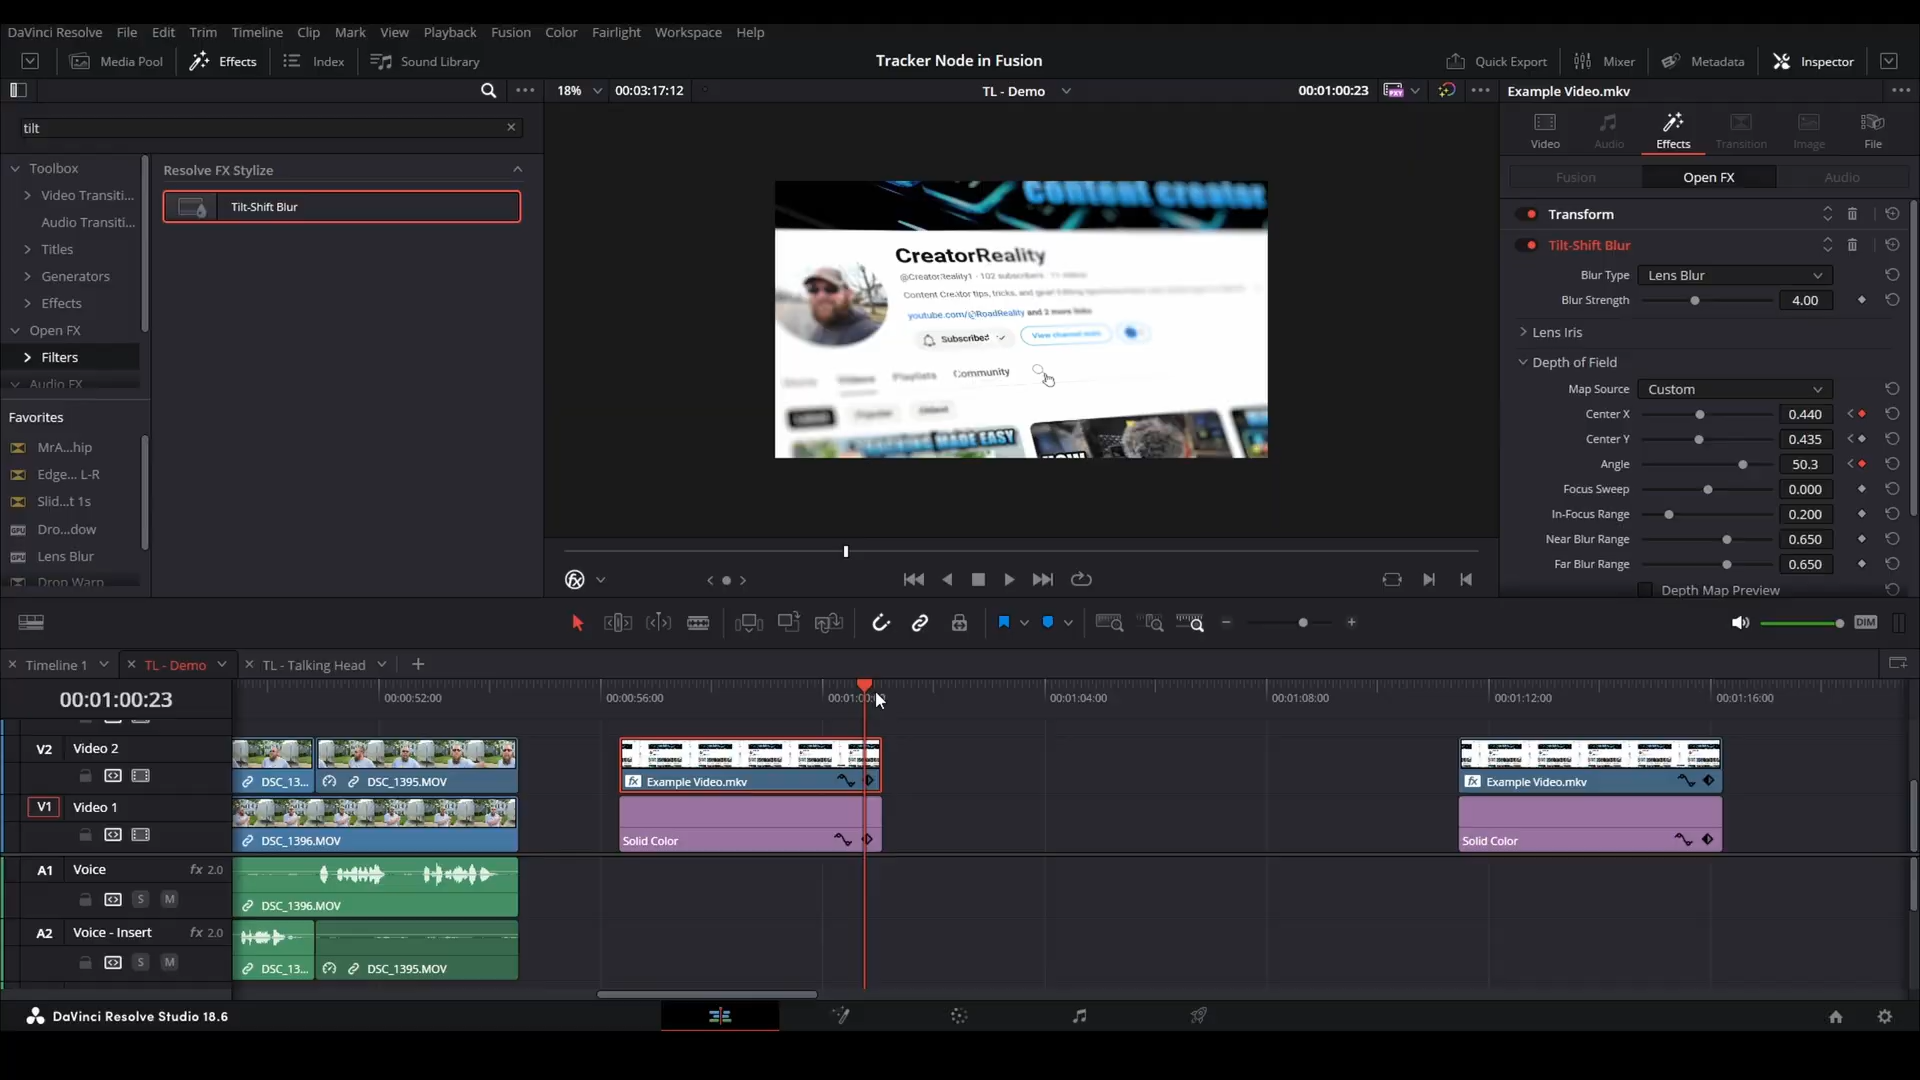 DaVinci Resolve File Edit Trim Timeline Clip Mark View Playback Fusion Color Fairlight Workspace Help
Media Pool Effects Index Sound Library Tracker Node in Fusion Quick Export Mixer Metadata Inspector
18% 00:03:17:12 TL - Demo 00:01:00:23 PXY Example Video.mkv
tilt
Video Audio Effects Transition Image File
Toolbox
Video Transiti...
Audio Transiti...
Titles
Generators
Effects
Open FX
Filters
Audio FX
Favorites
MrA...hip
Edge... L-R
Slid...t 1s
Dro...dow
Lens Blur
Drop Warp
Resolve FX Stylize
Tilt-Shift Blur
content creator
CreatorReality
@CreatorReality1 · 102 subscribers
Content Creator tips, tricks, and gear!
youtube.com/@RoadReality and 2 more links
Subscribed
Videos Playlists Community
MADE EASY
HOW
Fusion Open FX Audio
Transform
Tilt-Shift Blur
Blur Type Lens Blur
Blur Strength 4.00
Lens Iris
Depth of Field
Map Source Custom
Center X 0.440
Center Y 0.435
Angle 50.3
Focus Sweep 0.000
In-Focus Range 0.200
Near Blur Range 0.650
Far Blur Range 0.650
Depth Map Preview
DIM
Timeline 1 TL - Demo TL - Talking Head
00:01:00:23 00:00:52:00 00:00:56:00 00:01:04:00 00:01:08:00 00:01:12:00 00:01:16:00
V2 Video 2
DSC_13... DSC_1395.MOV Example Video.mkv Example Video.mkv
V1 Video 1
DSC_1396.MOV Solid Color Solid Color
A1 Voice fx 2.0
S M DSC_1396.MOV
A2 Voice - Insert fx 2.0
S M DSC_13... DSC_1395.MOV
DaVinci Resolve Studio 18.6